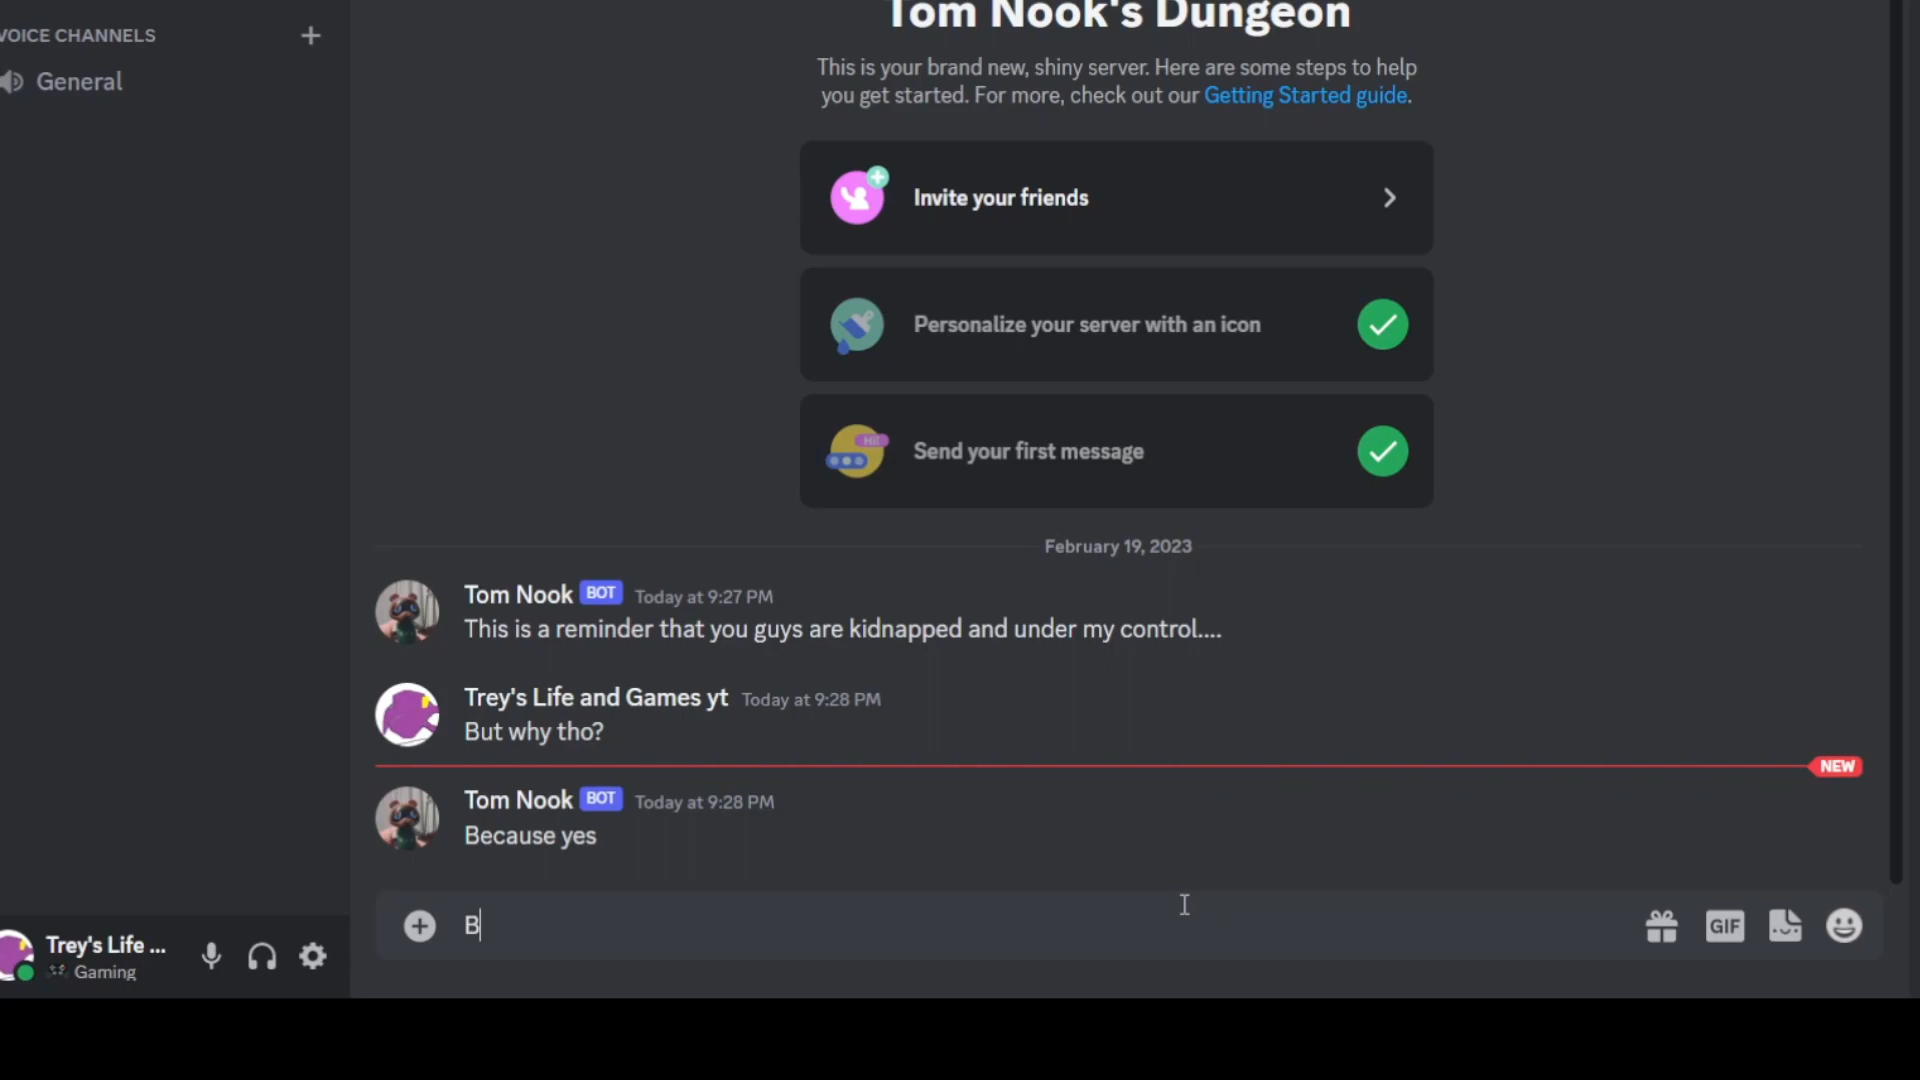 Tom Nook's Dungeon
VOICE CHANNELS
General
This is your brand new, shiny server. Here are some steps to help
you get started. For more, check out our Getting Started guide.
Invite your friends
Personalize your server with an icon
Hi!
Send your first message
February 19, 2023
Tom Nook BOT Today at 9:27 PM
This is a reminder that you guys are kidnapped and under my control....
Trey's Life and Games yt Today at 9:28 PM
But why tho?
NEW
Tom Nook BOT Today at 9:28 PM
Because yes
B
GIF
Trey's Life ...
Gaming